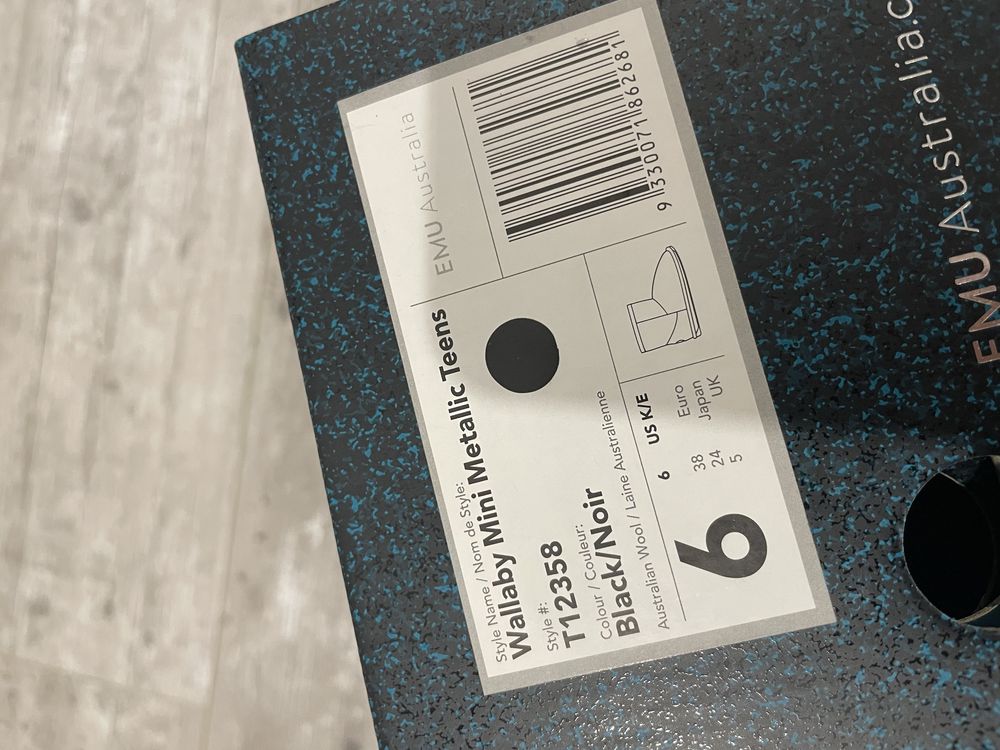 Style Name / Nom de Style:
Wallaby Mini Metallic Teens
EMU Australia
Style #:
T12358
Colour / Couleur:
Black/Noir
Australian Wool / Laine Australienne
9 330071 862681
6
6 US K/E
38 Euro
24 Japan
5 UK
EMU Australia.c